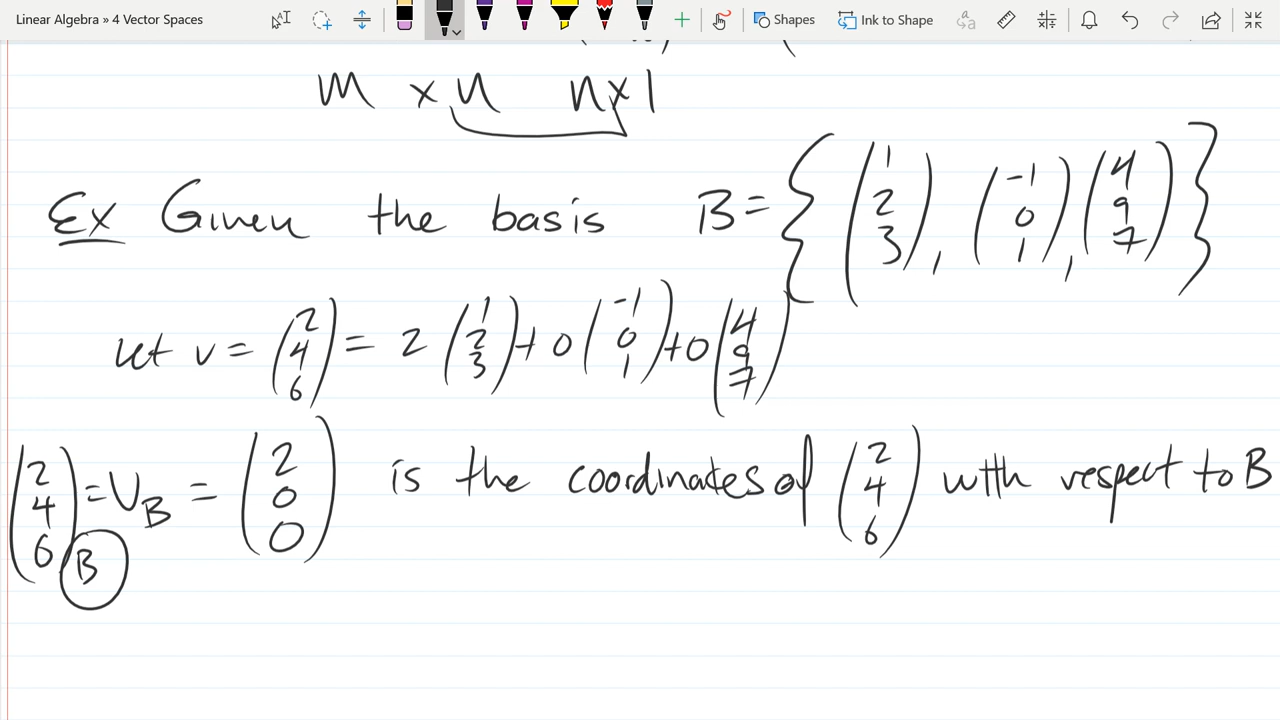 Linear Algebra » 4 Vector Spaces
Shapes Ink to Shape
m × n n×1
Ex Given the basis B = { (1 2 3), (-1 0 1), (4 9 7) }
let v = (2 4 6) = 2 (1 2 3) + 0 (-1 0 1) + 0 (4 9 7)
(2 4 6)B = VB = (2 0 0) is the coordinates of (2 4 6) with respect to B